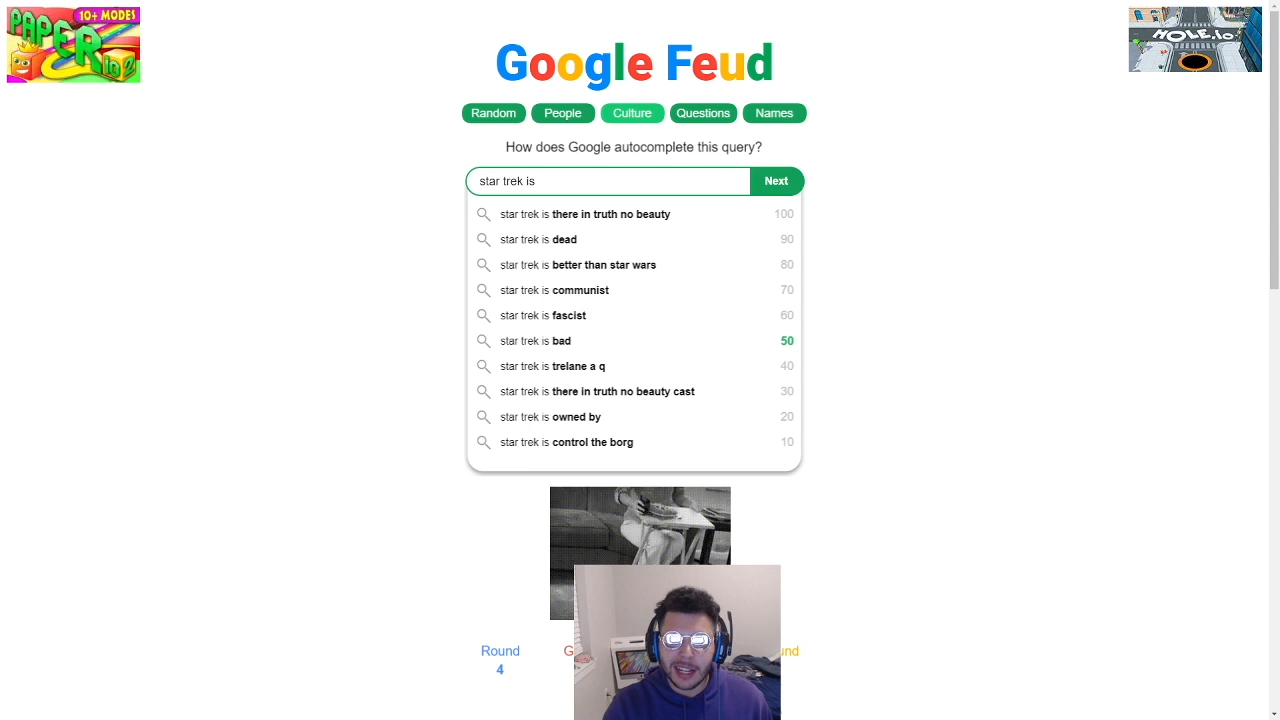 10+ MODES
PAPER
io 2
HOLE.io
Google Feud
Random People Culture Questions Names
How does Google autocomplete this query?
star trek is Next
star trek is there in truth no beauty 100
star trek is dead 90
star trek is better than star wars 80
star trek is communist 70
star trek is fascist 60
star trek is bad 50
star trek is trelane a q 40
star trek is there in truth no beauty cast 30
star trek is owned by 20
star trek is control the borg 10
Round G und
4